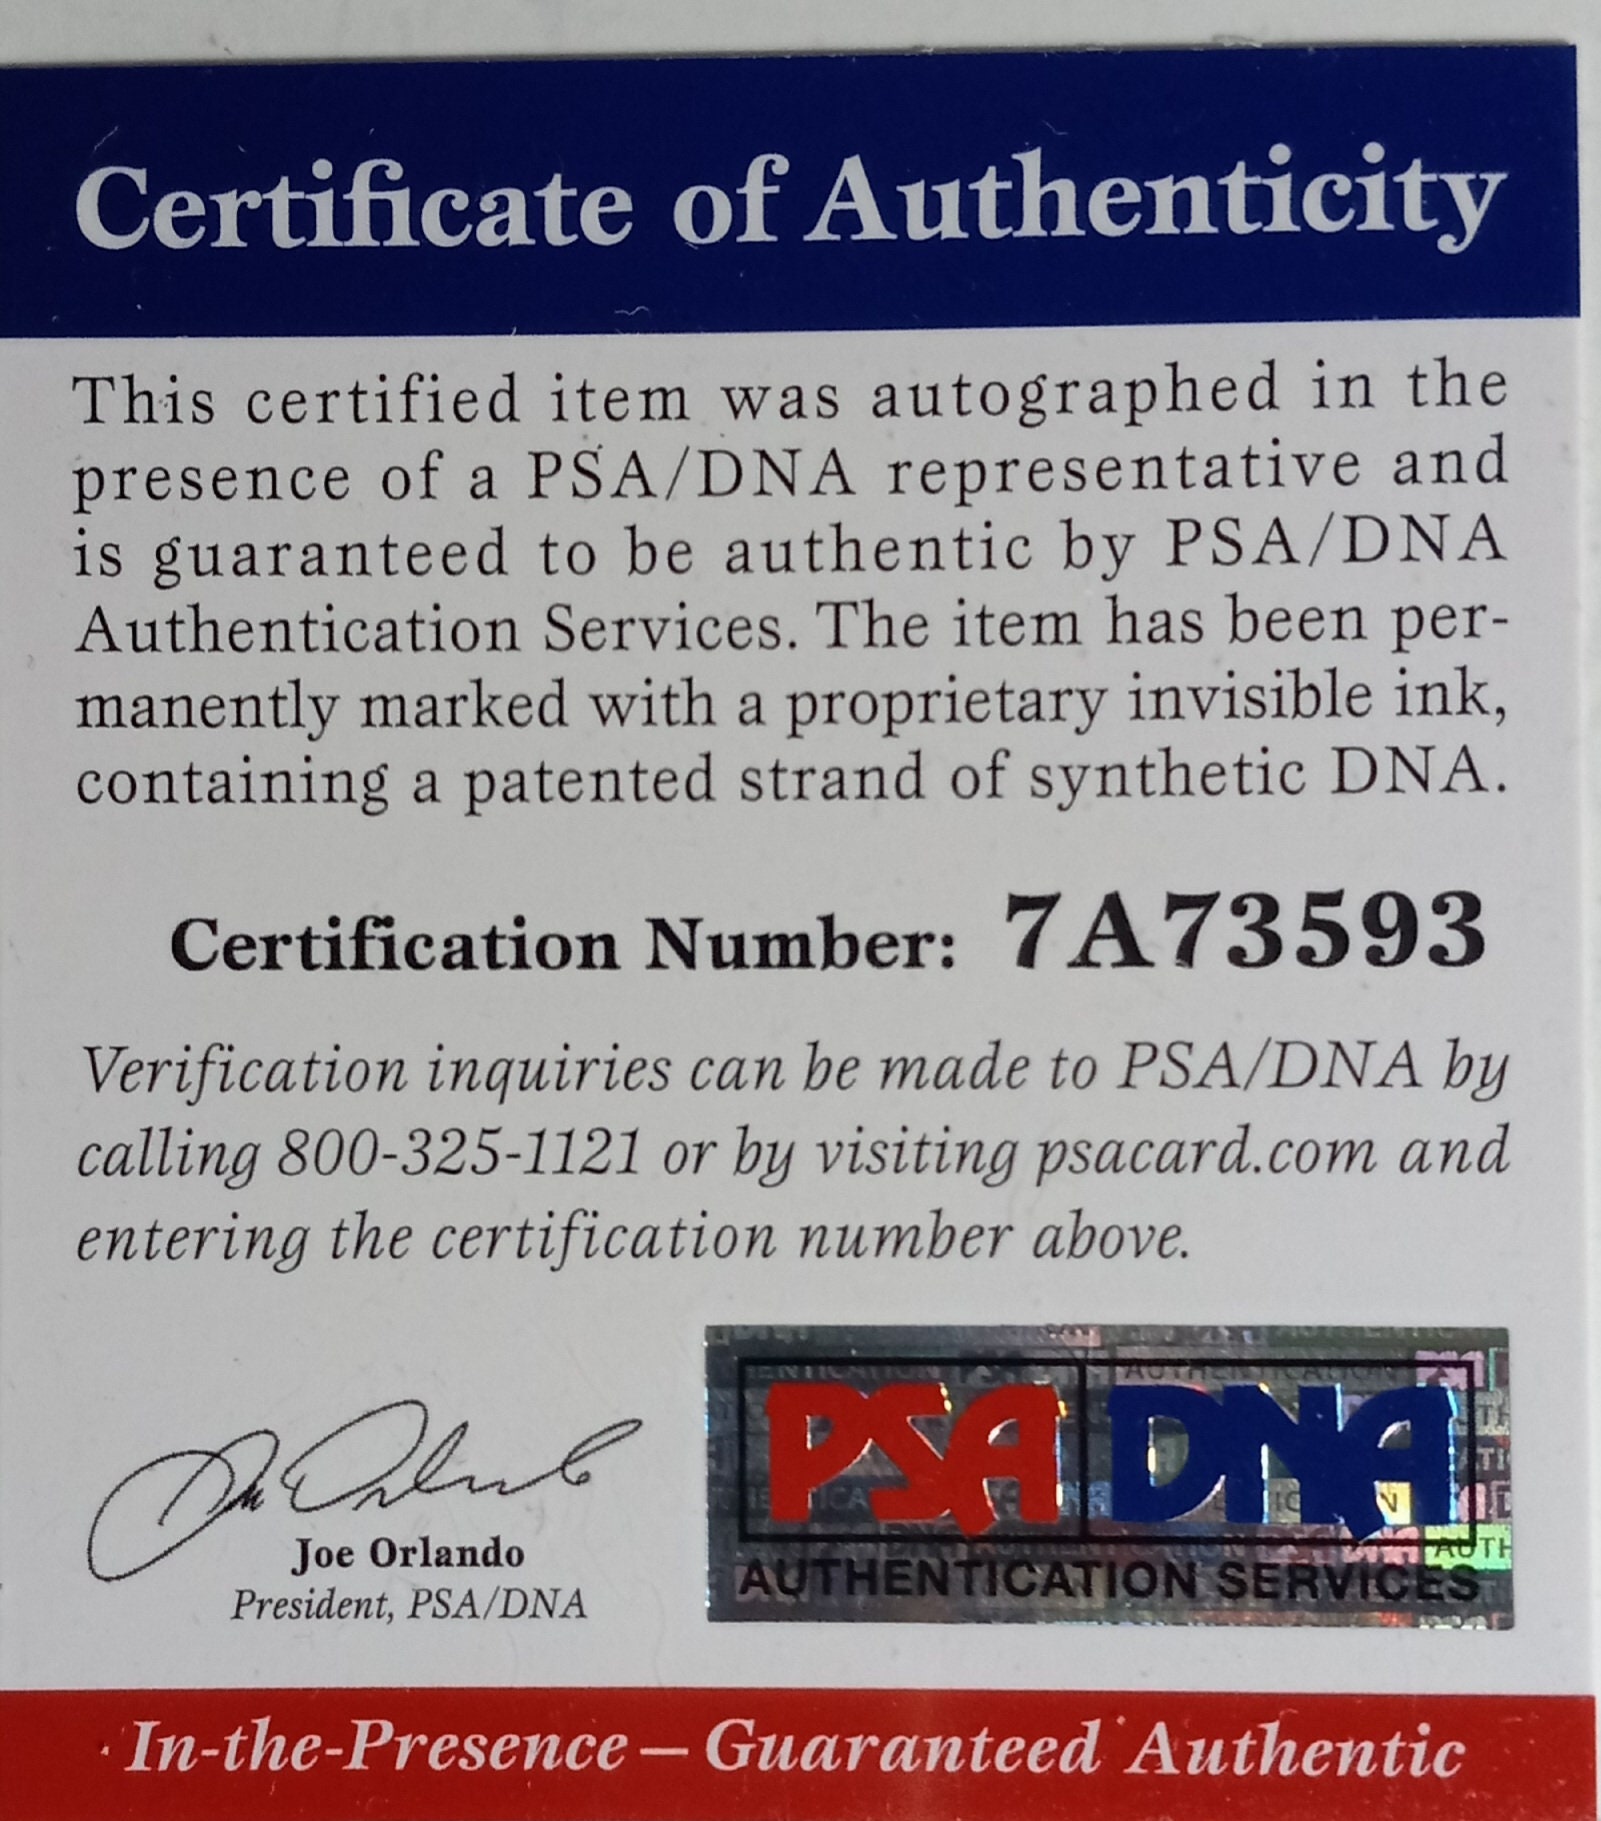 Certificate of Authenticity
This certified item was autographed in the
presence of a PSA/DNA representative and
is guaranteed to be authentic by PSA/DNA
Authentication Services. The item has been per-
manently marked with a proprietary invisible ink,
containing a patented strand of synthetic DNA.
Certification Number: 7A73593
Verification inquiries can be made to PSA/DNA by
calling 800-325-1121 or by visiting psacard.com and
entering the certification number above.
Joe Orlando
President, PSA/DNA
PSA DNA
AUTHENTICATION SERVICES
In-the-Presence — Guaranteed Authentic